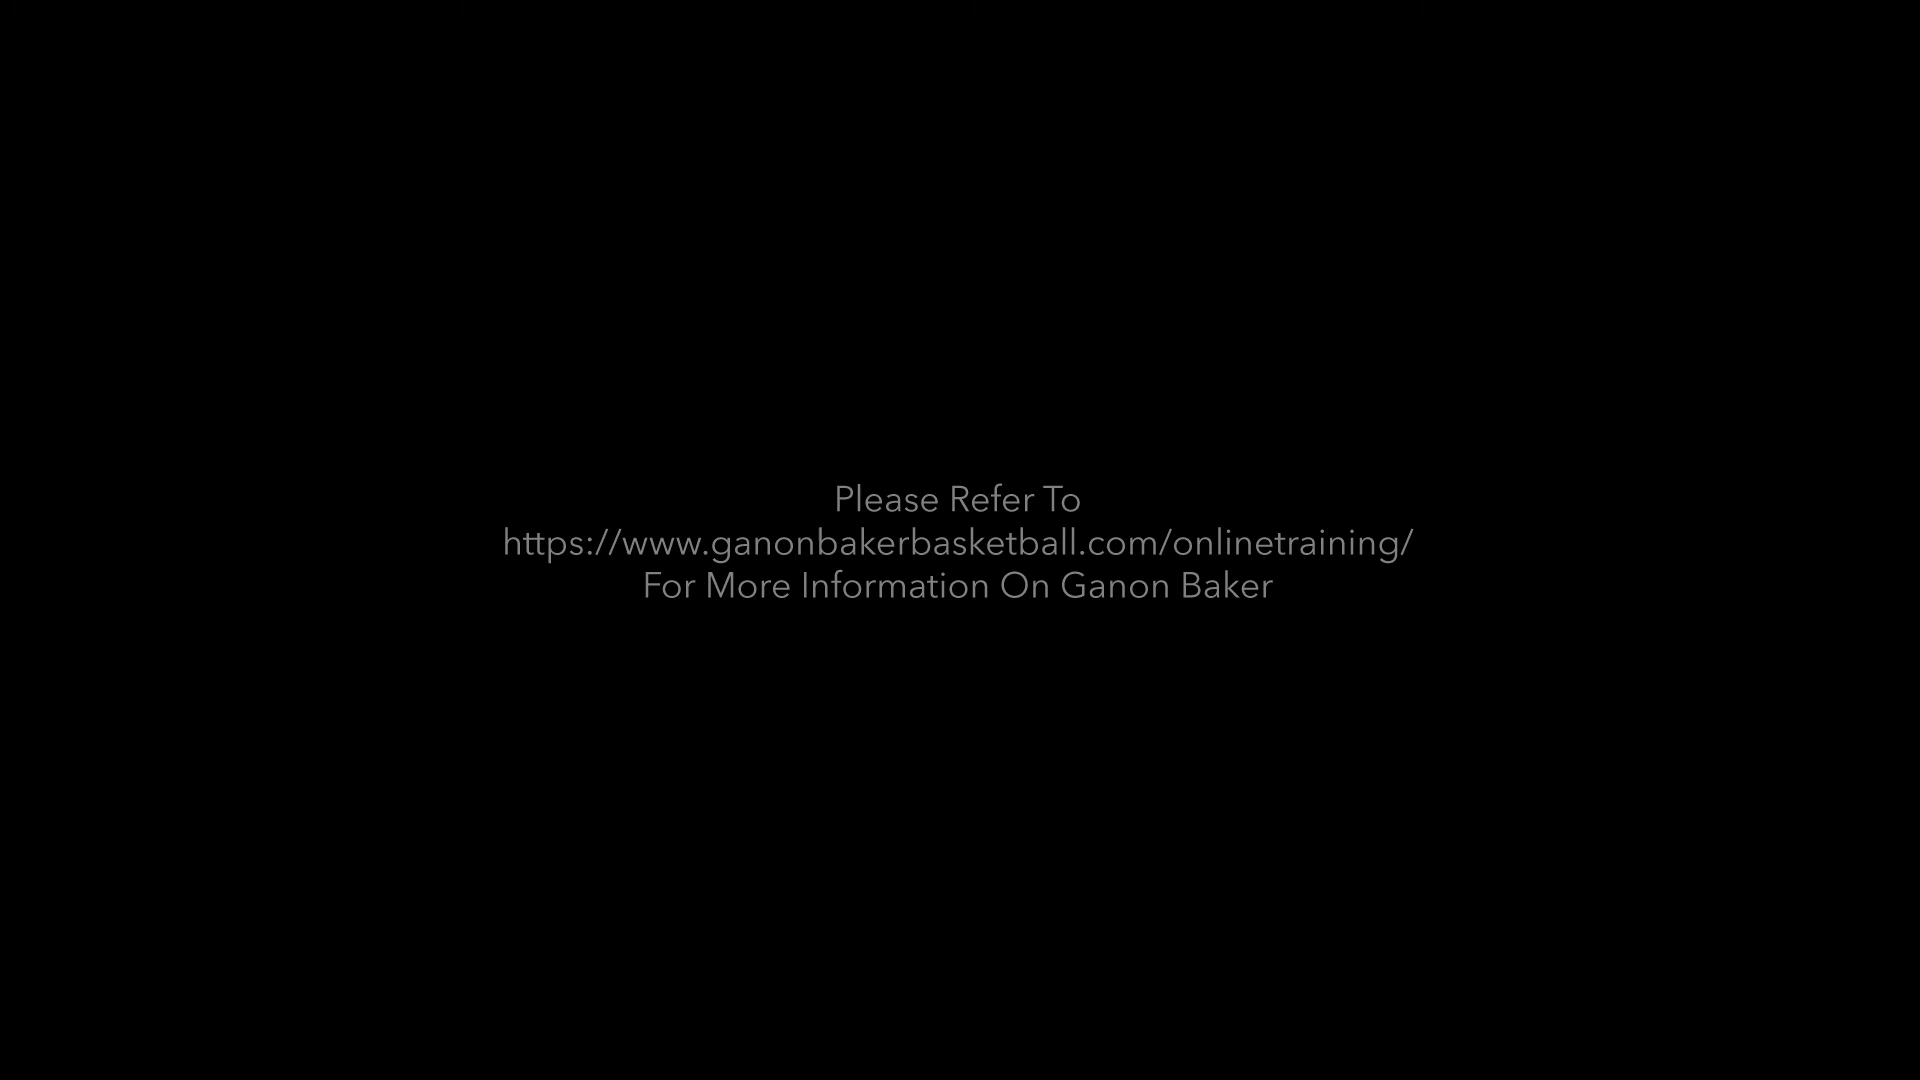 Please Refer To
https://www.ganonbakerbasketball.com/onlinetraining/
For More Information On Ganon Baker